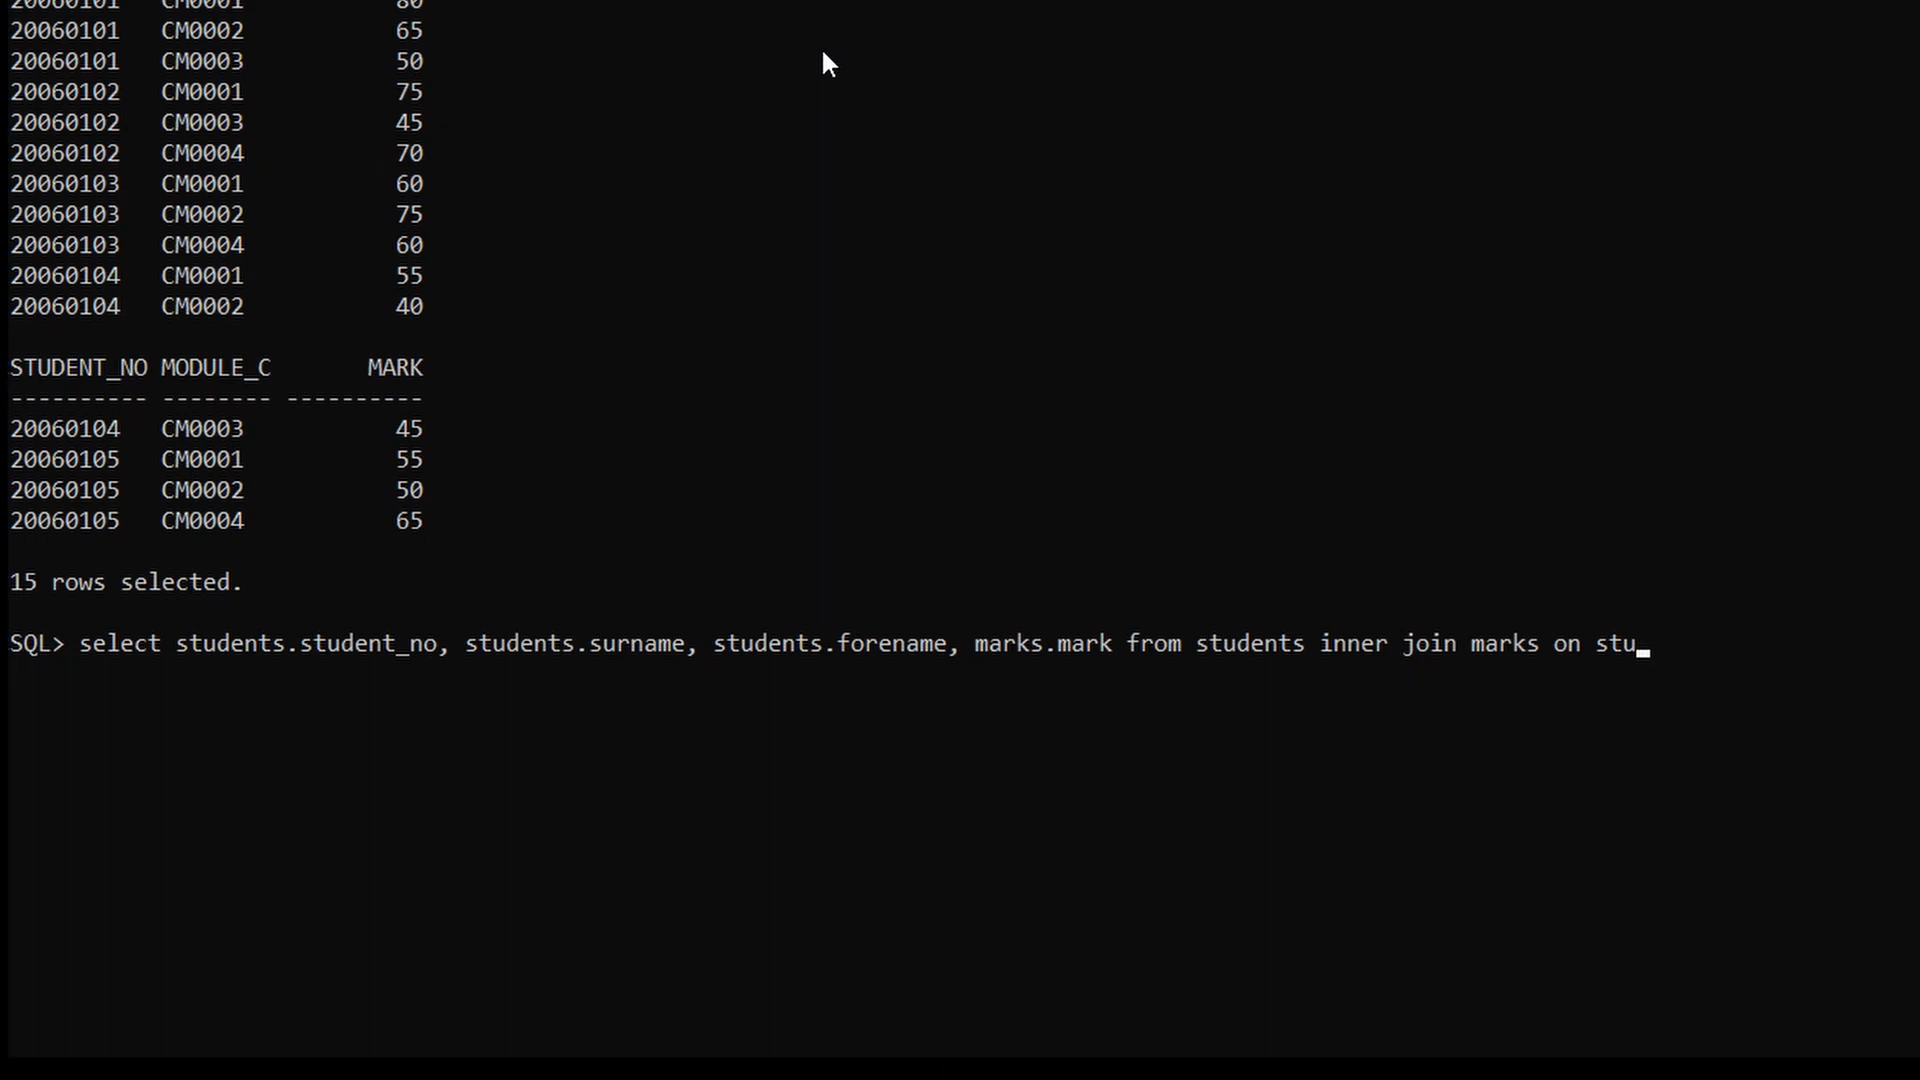 20060101 CM0001 80
20060101 CM0002 65
20060101 CM0003 50
20060102 CM0001 75
20060102 CM0003 45
20060102 CM0004 70
20060103 CM0001 60
20060103 CM0002 75
20060103 CM0004 60
20060104 CM0001 55
20060104 CM0002 40
STUDENT_NO MODULE_C MARK
---------- -------- ----------
20060104 CM0003 45
20060105 CM0001 55
20060105 CM0002 50
20060105 CM0004 65
15 rows selected.
SQL> select students.student_no, students.surname, students.forename, marks.mark from students inner join marks on stu